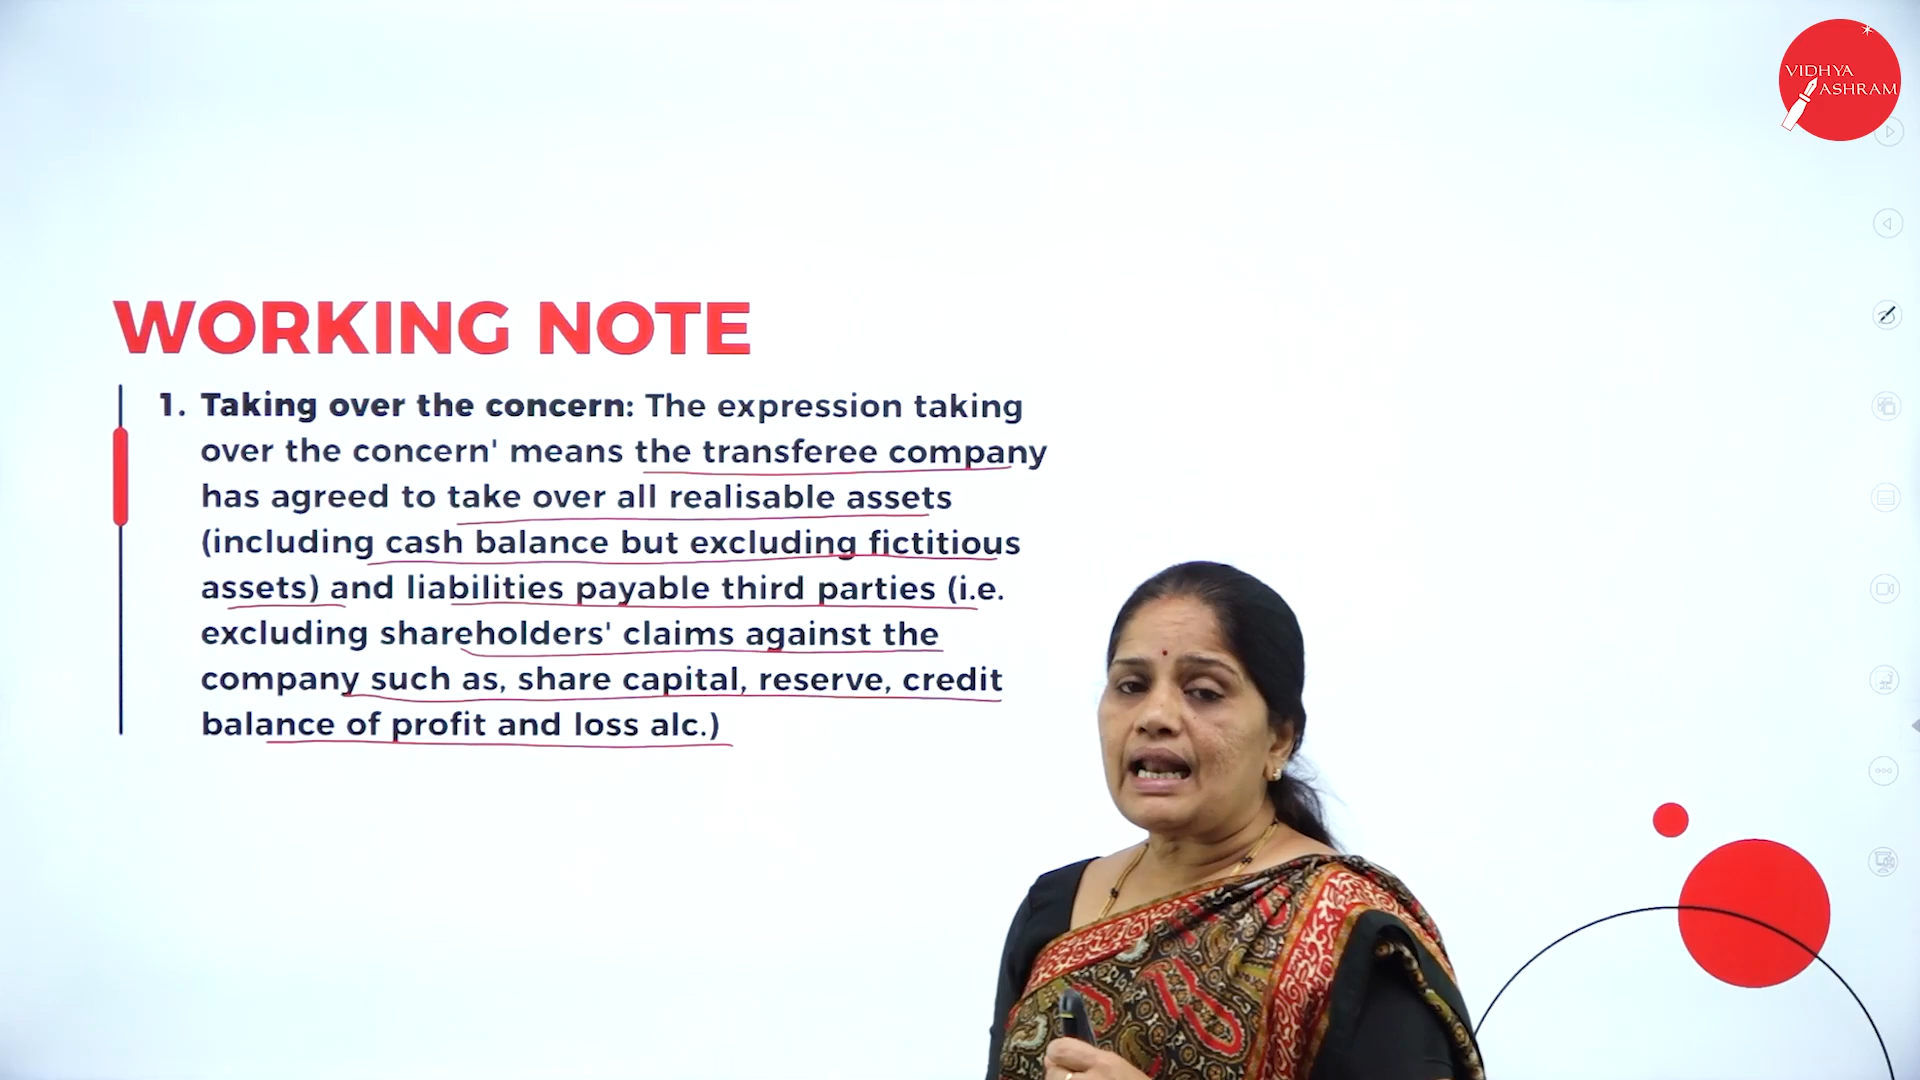 VIDHYA
ASHRAM
WORKING NOTE
1. Taking over the concern: The expression taking
over the concern' means the transferee company
has agreed to take over all realisable assets
(including cash balance but excluding fictitious
assets) and liabilities payable third parties (i.e.
excluding shareholders' claims against the
company such as, share capital, reserve, credit
balance of profit and loss alc.)